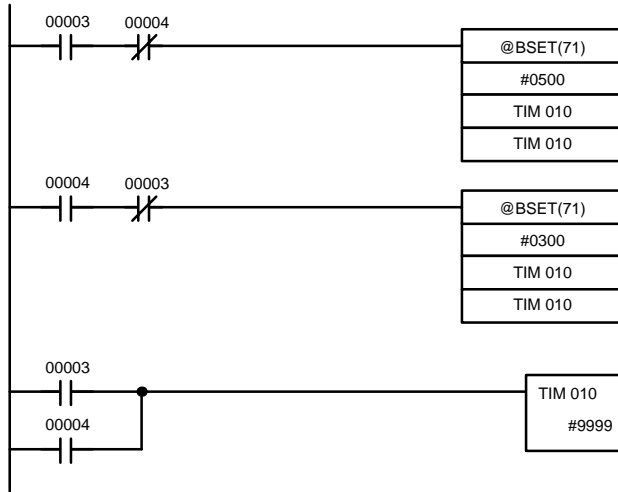 00003 00004
@BSET(71)
#0500
TIM 010
TIM 010
00004 00003
@BSET(71)
#0300
TIM 010
TIM 010
00003
TIM 010
#9999
00004